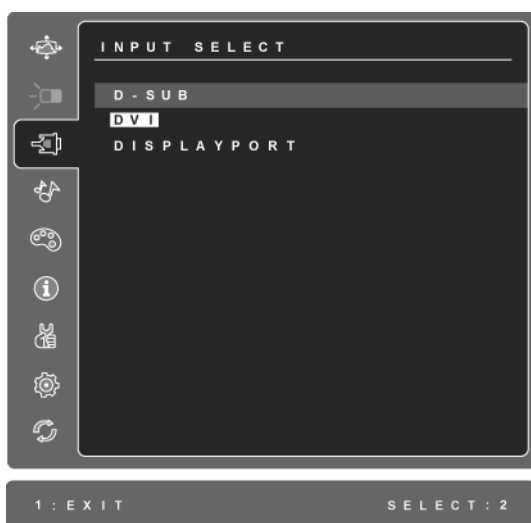 INPUT SELECT
D-SUB
DVI
DISPLAYPORT
1:EXIT SELECT:2